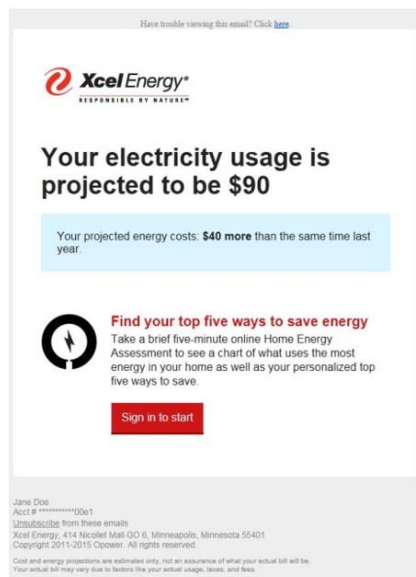 Have trouble viewing this email? Click here
Xcel Energy®
RESPONSIBLE BY NATURE™
Your electricity usage is
projected to be $90
Your projected energy costs: $40 more than the same time last
year.
Find your top five ways to save energy
Take a brief five-minute online Home Energy
Assessment to see a chart of what uses the most
energy in your home as well as your personalized top
five ways to save.
Sign in to start
Jane Doe
Acct # ***********00e1
Unsubscribe from these emails
Xcel Energy, 414 Nicollet Mall GO 6, Minneapolis, Minnesota 55401
Copyright 2011-2015 Opower. All rights reserved.
Cost and energy projections are estimates only, not an assurance of what your actual bill will be.
Your actual bill may vary due to factors like your actual usage, taxes, and fees.